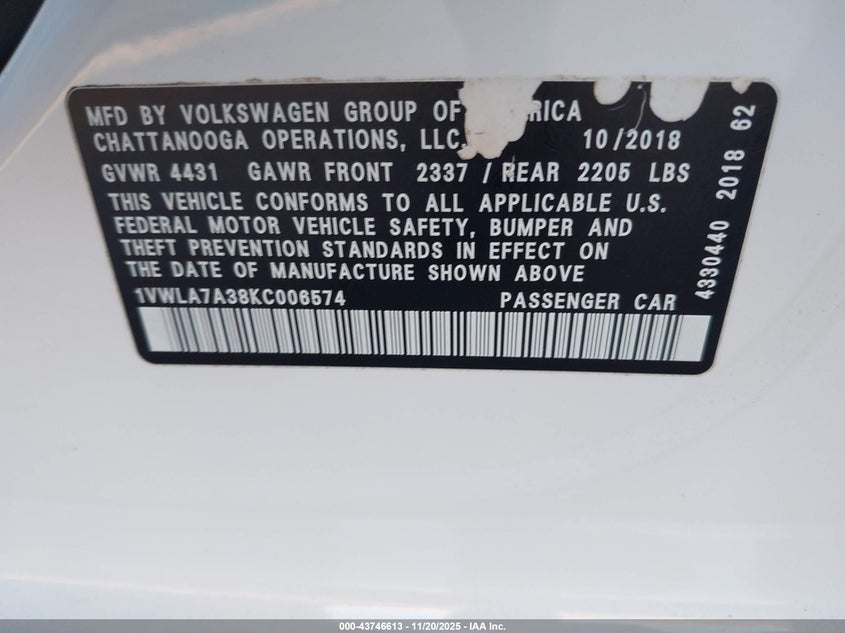 MFD BY VOLKSWAGEN GROUP OF
CHATTANOOGA OPERATIONS, LLC. 10/2018
GVWR 4431 GAWR FRONT 2337 / REAR 2205 LBS
THIS VEHICLE CONFORMS TO ALL APPLICABLE U.S.
FEDERAL MOTOR VEHICLE SAFETY, BUMPER AND
THEFT PREVENTION STANDARDS IN EFFECT ON
THE DATE OF MANUFACTURE SHOWN ABOVE
1VWLA7A38KC006574 PASSENGER CAR
4330440 2018 62
000-43746613 - 11/20/2025 - IAA Inc.